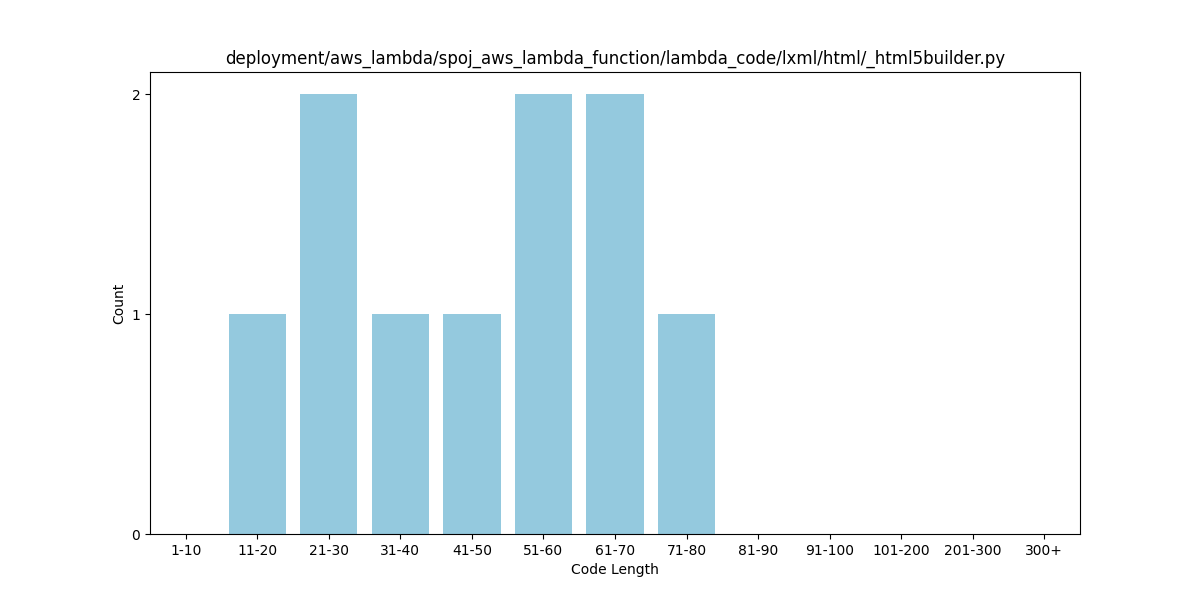 deployment/aws_lambda/spoj_aws_lambda_function/lambda_code/lxml/html/_html5builder.py
Count
2
1
0
1-10 11-20 21-30 31-40 41-50 51-60 61-70 71-80 81-90 91-100 101-200 201-300 300+
Code Length